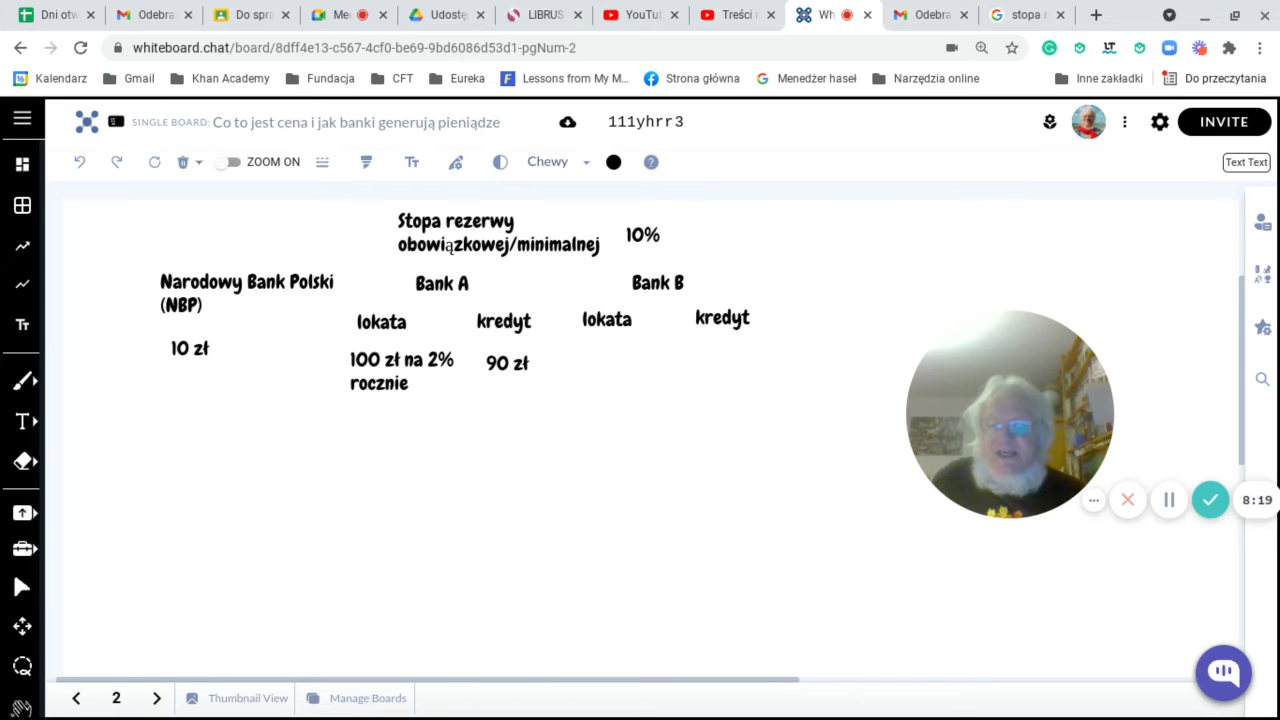 Dni otw
Odebra
Do spra
Mee
Udostę
LIBRUS
YouTu
Treści
Wh
Odebra
stopa r
whiteboard.chat/board/8dff4e13-c567-4cf0-be69-9bd6086d53d1-pgNum-2
Kalendarz
Gmail
Khan Academy
Fundacja
CFT
Eureka
Lessons from My M...
Strona główna
Menedżer haseł
Narzędzia online
Inne zakładki
Do przeczytania
SINGLE BOARD: Co to jest cena i jak banki generują pieniądze
111yhrr3
INVITE
ZOOM ON
Chewy
Text Text
Stopa rezerwy
obowiązkowej/minimalnej
10%
Narodowy Bank Polski
(NBP)
Bank A
Bank B
lokata
kredyt
lokata
kredyt
10 zł
100 zł na 2%
rocznie
90 zł
8:19
2
Thumbnail View
Manage Boards